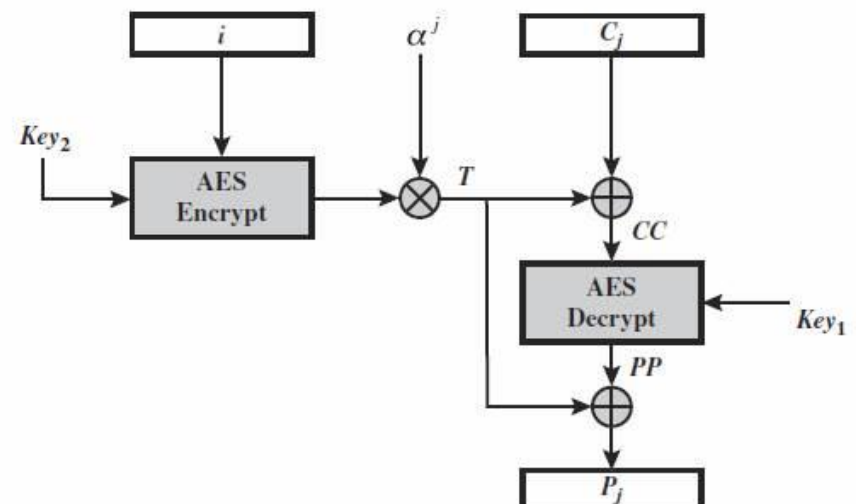 i
α^j
C_j
Key_2
AES
Encrypt
T
CC
AES
Decrypt
Key_1
PP
P_j